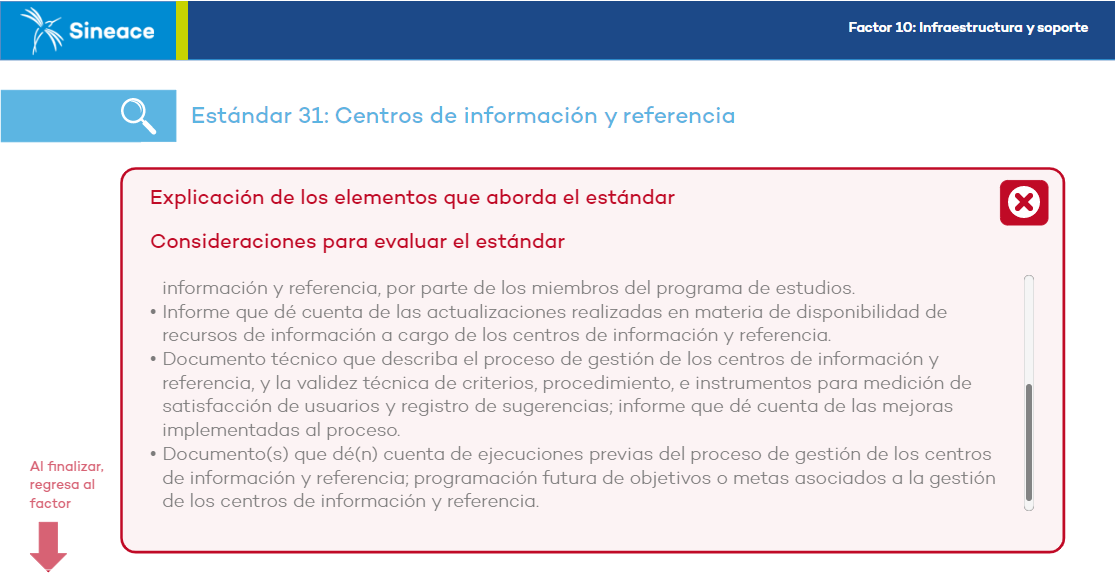 Sineace
Factor 10: Infraestructura y soporte
Estándar 31: Centros de información y referencia
Explicación de los elementos que aborda el estándar
Consideraciones para evaluar el estándar
información y referencia, por parte de los miembros del programa de estudios.
• Informe que dé cuenta de las actualizaciones realizadas en materia de disponibilidad de
recursos de información a cargo de los centros de información y referencia.
• Documento técnico que describa el proceso de gestión de los centros de información y
referencia, y la validez técnica de criterios, procedimiento, e instrumentos para medición de
satisfacción de usuarios y registro de sugerencias; informe que dé cuenta de las mejoras
implementadas al proceso.
• Documento(s) que dé(n) cuenta de ejecuciones previas del proceso de gestión de los centros
de información y referencia; programación futura de objetivos o metas asociados a la gestión
de los centros de información y referencia.
Al finalizar,
regresa al
factor